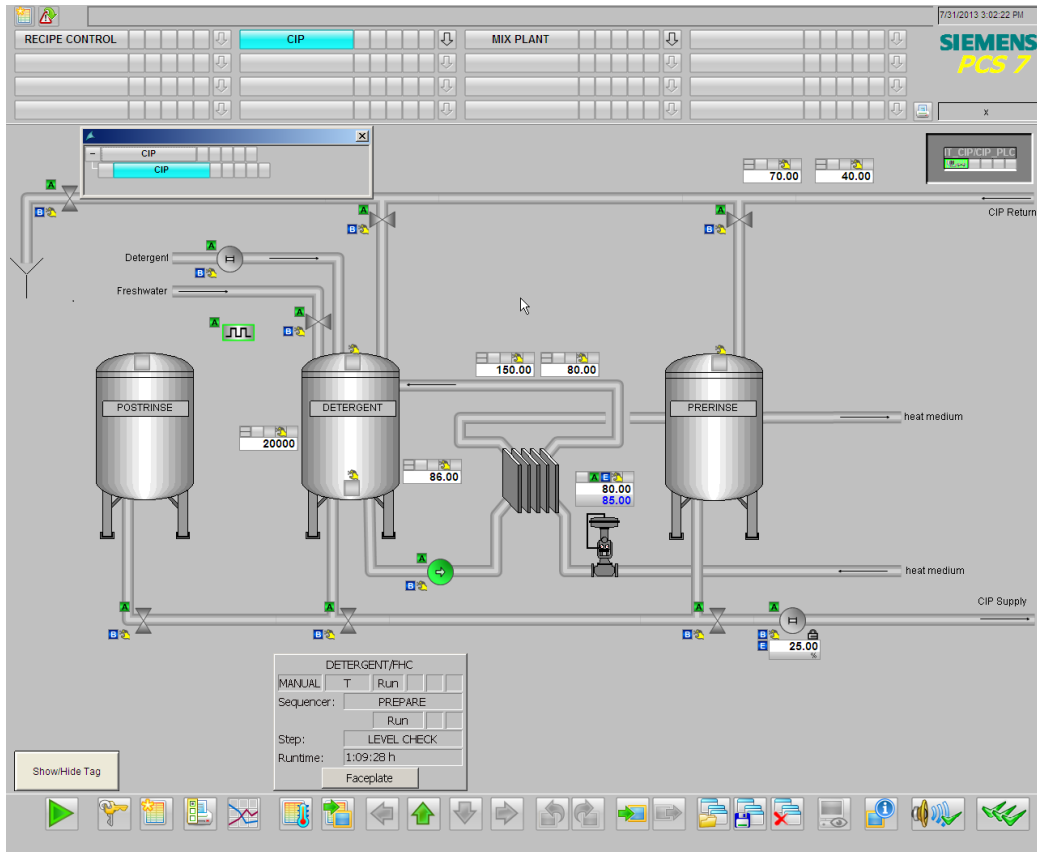 7/31/2013 3:02:22 PM
RECIPE CONTROL
CIP
MIX PLANT
SIEMENS
PCS 7
x
CIP
CIP
70.00
40.00
CIP Return
A
B
A
B
A
B
Detergent
A
B
Freshwater
A
B
A
150.00
80.00
POSTRINSE
DETERGENT
PRERINSE
heat medium
20000
86.00
A E
80.00
85.00
A
B
heat medium
CIP Supply
A
B
A
B
A
B
A
B
E
25.00
%
DETERGENT/FHC
MANUAL T Run
Sequencer: PREPARE
Run
Step: LEVEL CHECK
Runtime: 1:09:28 h
Faceplate
Show/Hide Tag